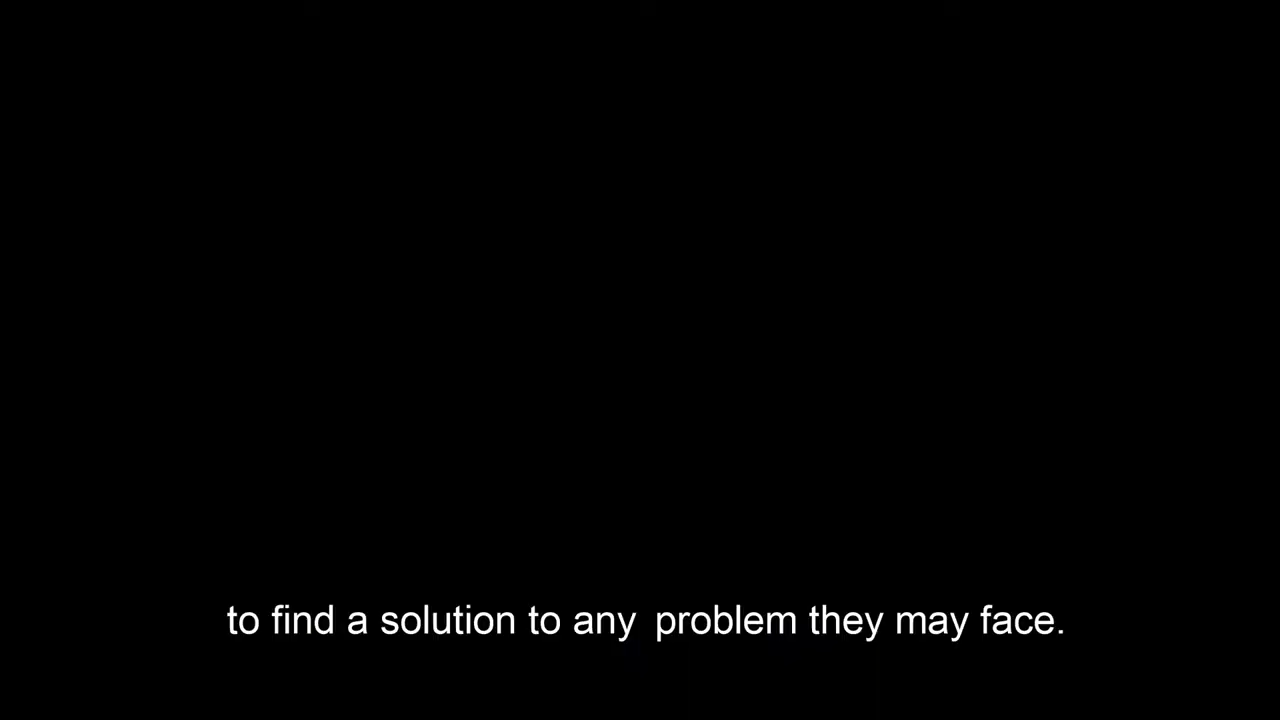 to find a solution to any problem they may face.